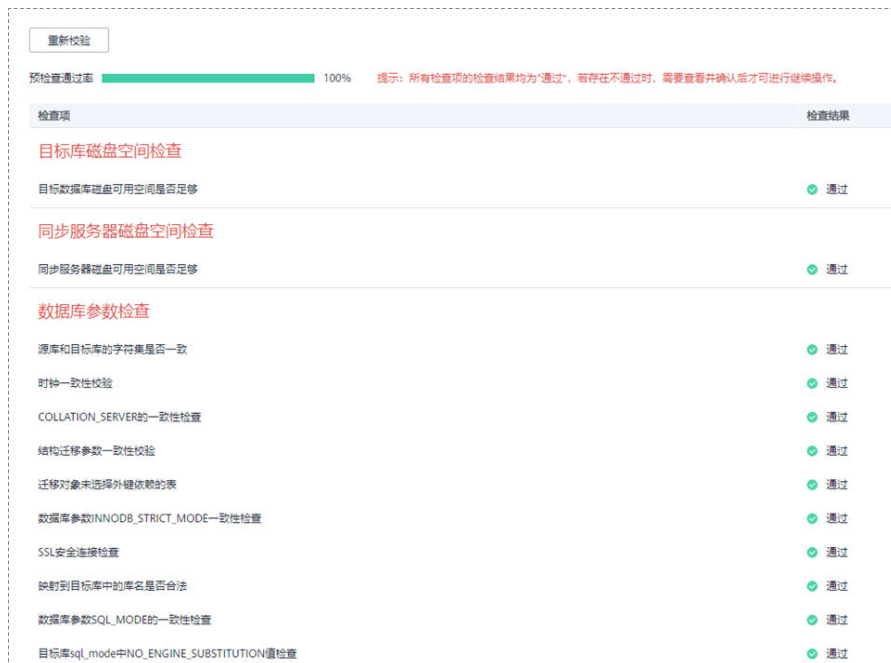 重新校验
预检查通过率 100% 提示：所有检查项的检查结果均为"通过"，若存在不通过时，需要查看并确认后才可进行继续操作。
检查项 检查结果
目标库磁盘空间检查
目标数据库磁盘可用空间是否足够 通过
同步服务器磁盘空间检查
同步服务器磁盘可用空间是否足够 通过
数据库参数检查
源库和目标库的字符集是否一致 通过
时钟一致性校验 通过
COLLATION_SERVER的一致性检查 通过
结构迁移参数一致性校验 通过
迁移对象未选择外键依赖的表 通过
数据库参数INNODB_STRICT_MODE一致性检查 通过
SSL安全连接检查 通过
映射到目标库中的库名是否合法 通过
数据库参数SQL_MODE的一致性检查 通过
目标库sql_mode中NO_ENGINE_SUBSTITUTION值检查 通过